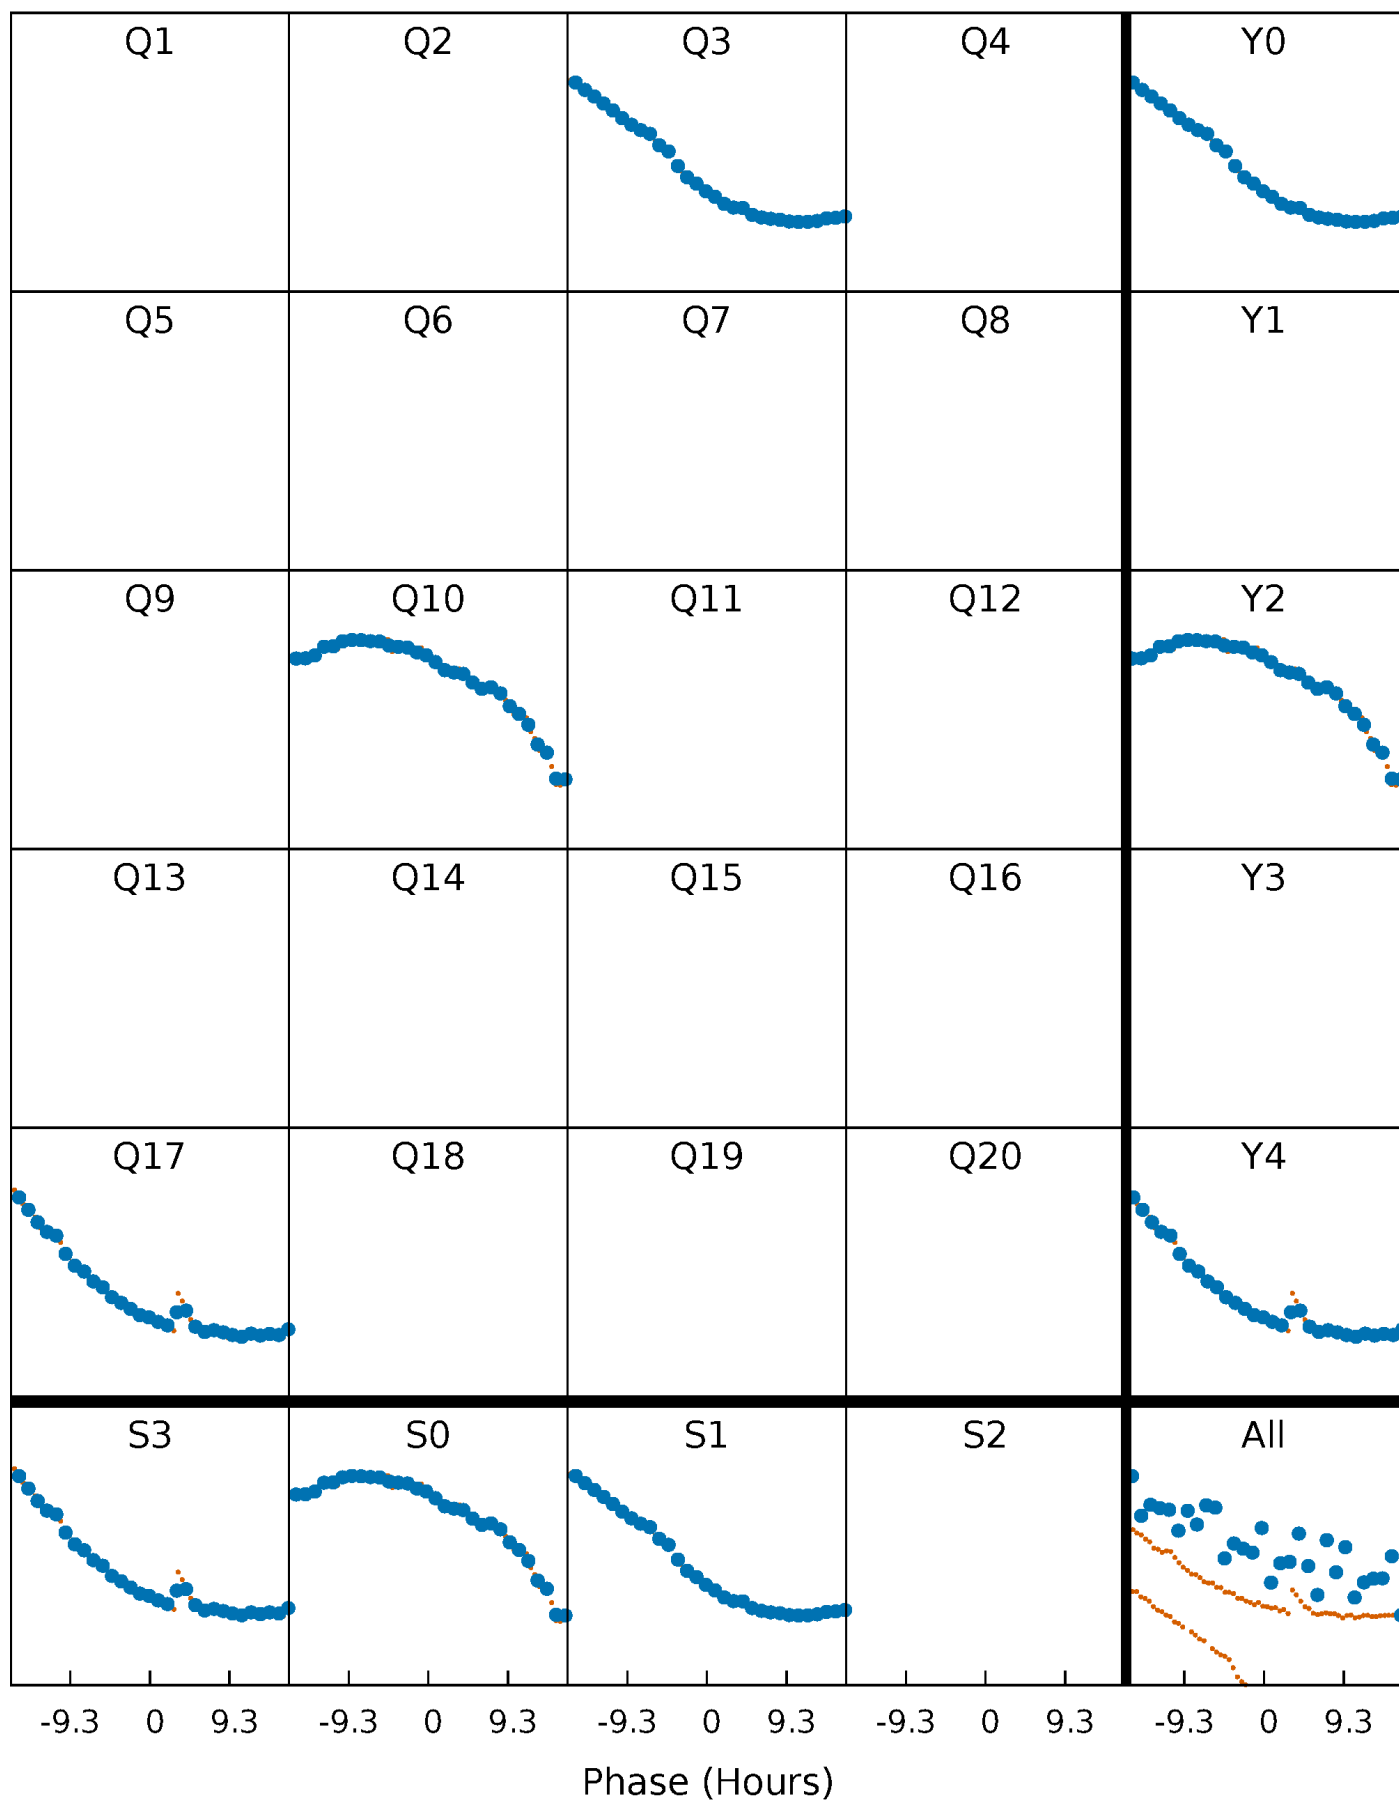 Q1 Q2 Q3 Q4 Y0
Q5 Q6 Q7 Q8 Y1
Q9 Q10 Q11 Q12 Y2
Q13 Q14 Q15 Q16 Y3
Q17 Q18 Q19 Q20 Y4
S3 S0 S1 S2 All
-9.3 0 9.3 -9.3 0 9.3 -9.3 0 9.3 -9.3 0 9.3 -9.3 0 9.3
Phase (Hours)